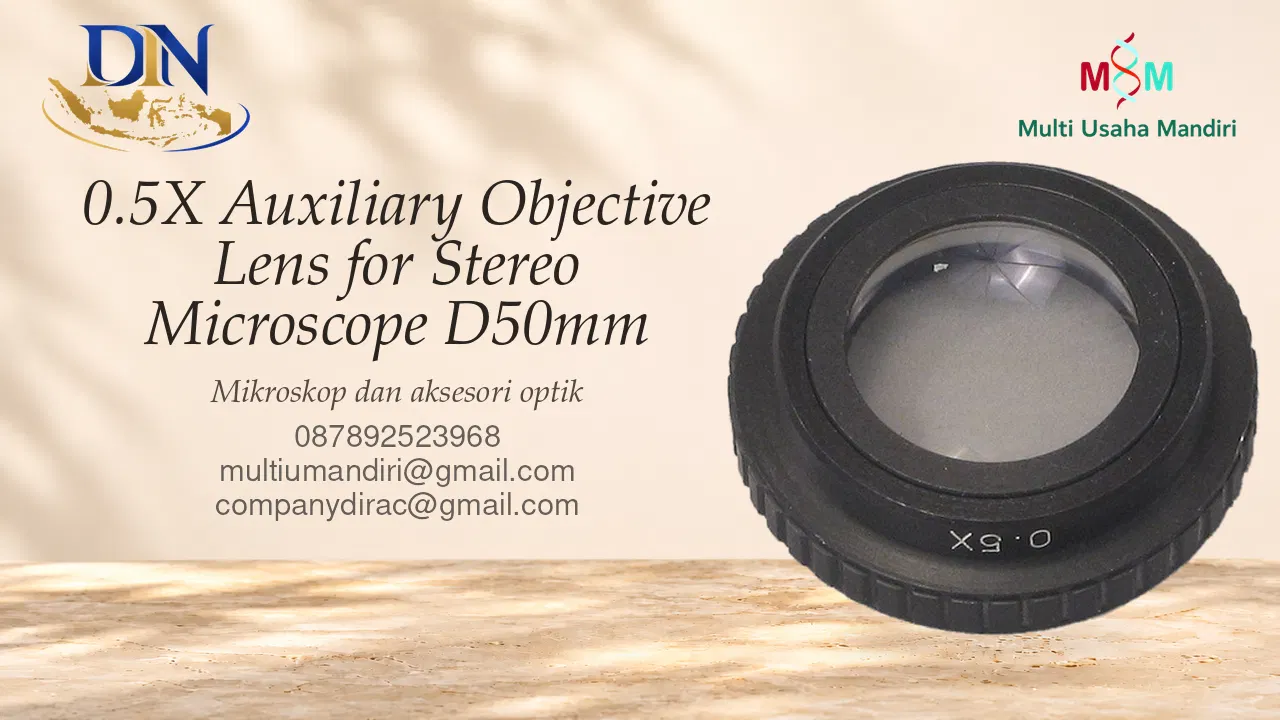 DN
M M
Multi Usaha Mandiri
0.5X Auxiliary Objective
Lens for Stereo
Microscope D50mm
Mikroskop dan aksesori optik
087892523968
multiumandiri@gmail.com
companydirac@gmail.com
0.5X